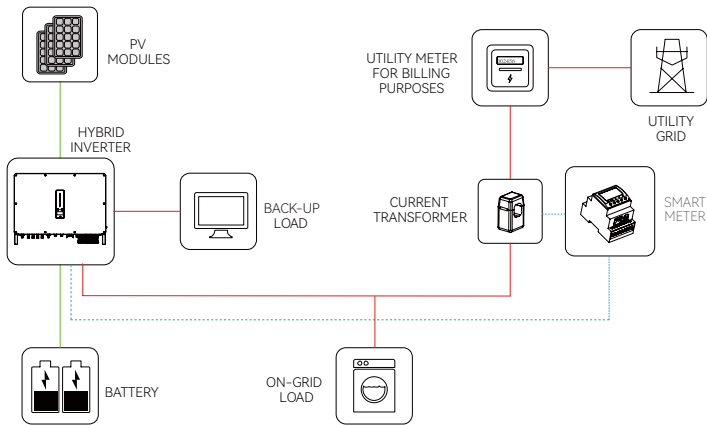 PV
MODULES
UTILITY METER
FOR BILLING
PURPOSES
UTILITY
GRID
HYBRID
INVERTER
BACK-UP
LOAD
CURRENT
TRANSFORMER
SMART
METER
BATTERY
ON-GRID
LOAD